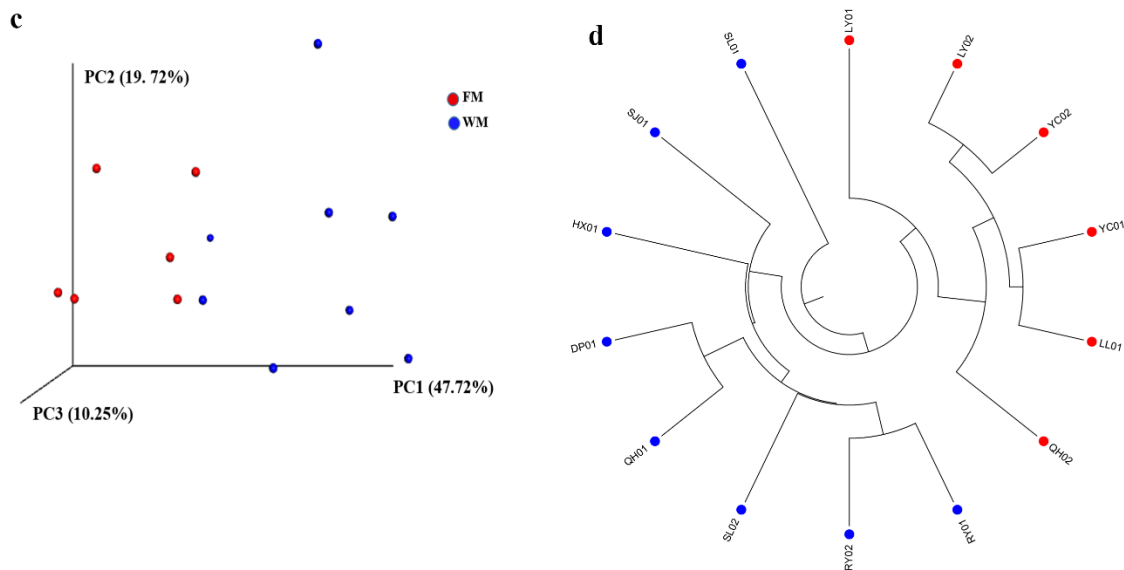 c
PC2 (19. 72%)
FM
WM
PC1 (47.72%)
PC3 (10.25%)
d
LY01
LY02
YC02
YC01
LL01
QH02
RY01
RY02
SL02
QH01
DP01
HX01
SJ01
SL01